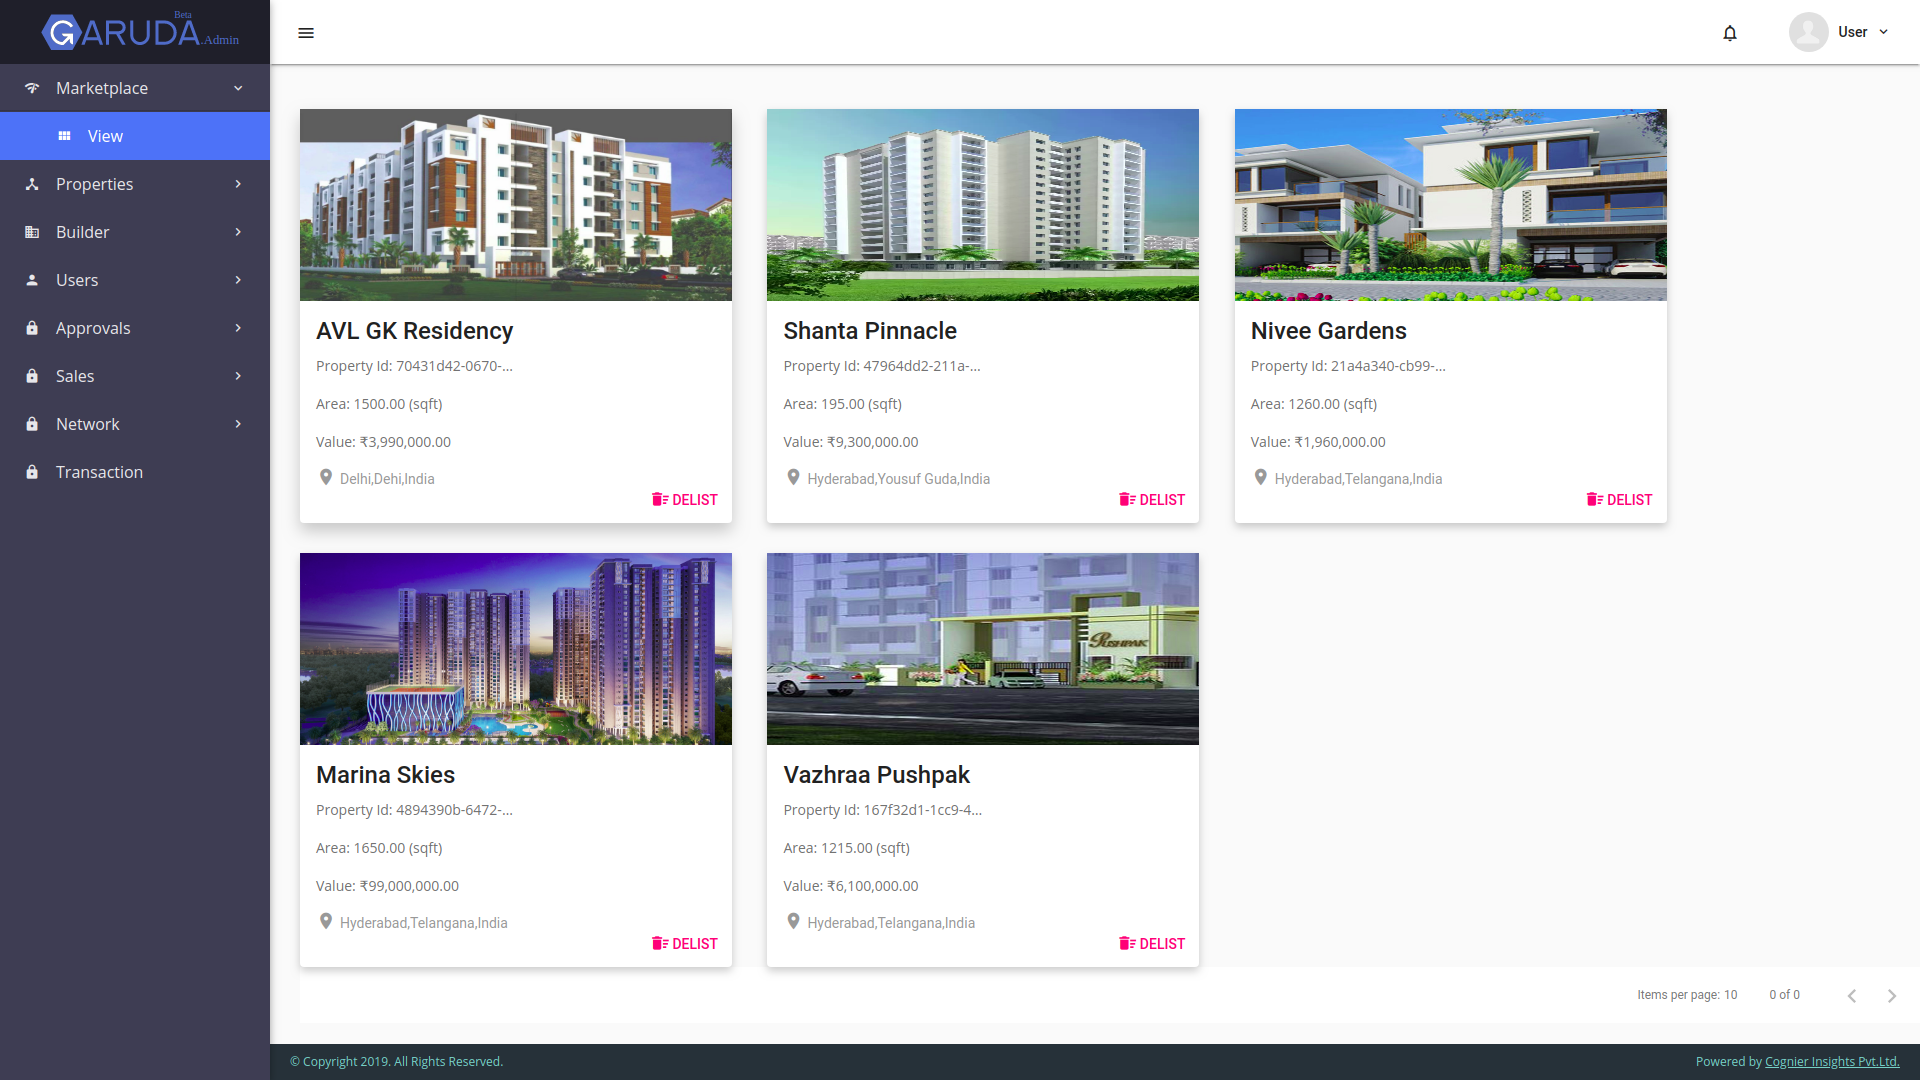 Beta
GARUDA.Admin
User
Marketplace
View
Properties
Builder
Users
Approvals
Sales
Network
Transaction
AVL GK Residency
Property Id: 70431d42-0670-...
Area: 1500.00 (sqft)
Value: ₹3,990,000.00
Delhi,Dehi,India
DELIST
Shanta Pinnacle
Property Id: 47964dd2-211a-...
Area: 195.00 (sqft)
Value: ₹9,300,000.00
Hyderabad,Yousuf Guda,India
DELIST
Nivee Gardens
Property Id: 21a4a340-cb99-...
Area: 1260.00 (sqft)
Value: ₹1,960,000.00
Hyderabad,Telangana,India
DELIST
Marina Skies
Property Id: 4894390b-6472-...
Area: 1650.00 (sqft)
Value: ₹99,000,000.00
Hyderabad,Telangana,India
DELIST
PUSHPAK
Vazhraa Pushpak
Property Id: 167f32d1-1cc9-4...
Area: 1215.00 (sqft)
Value: ₹6,100,000.00
Hyderabad,Telangana,India
DELIST
Items per page: 10 0 of 0
© Copyright 2019. All Rights Reserved.
Powered by Cognier Insights Pvt.Ltd.